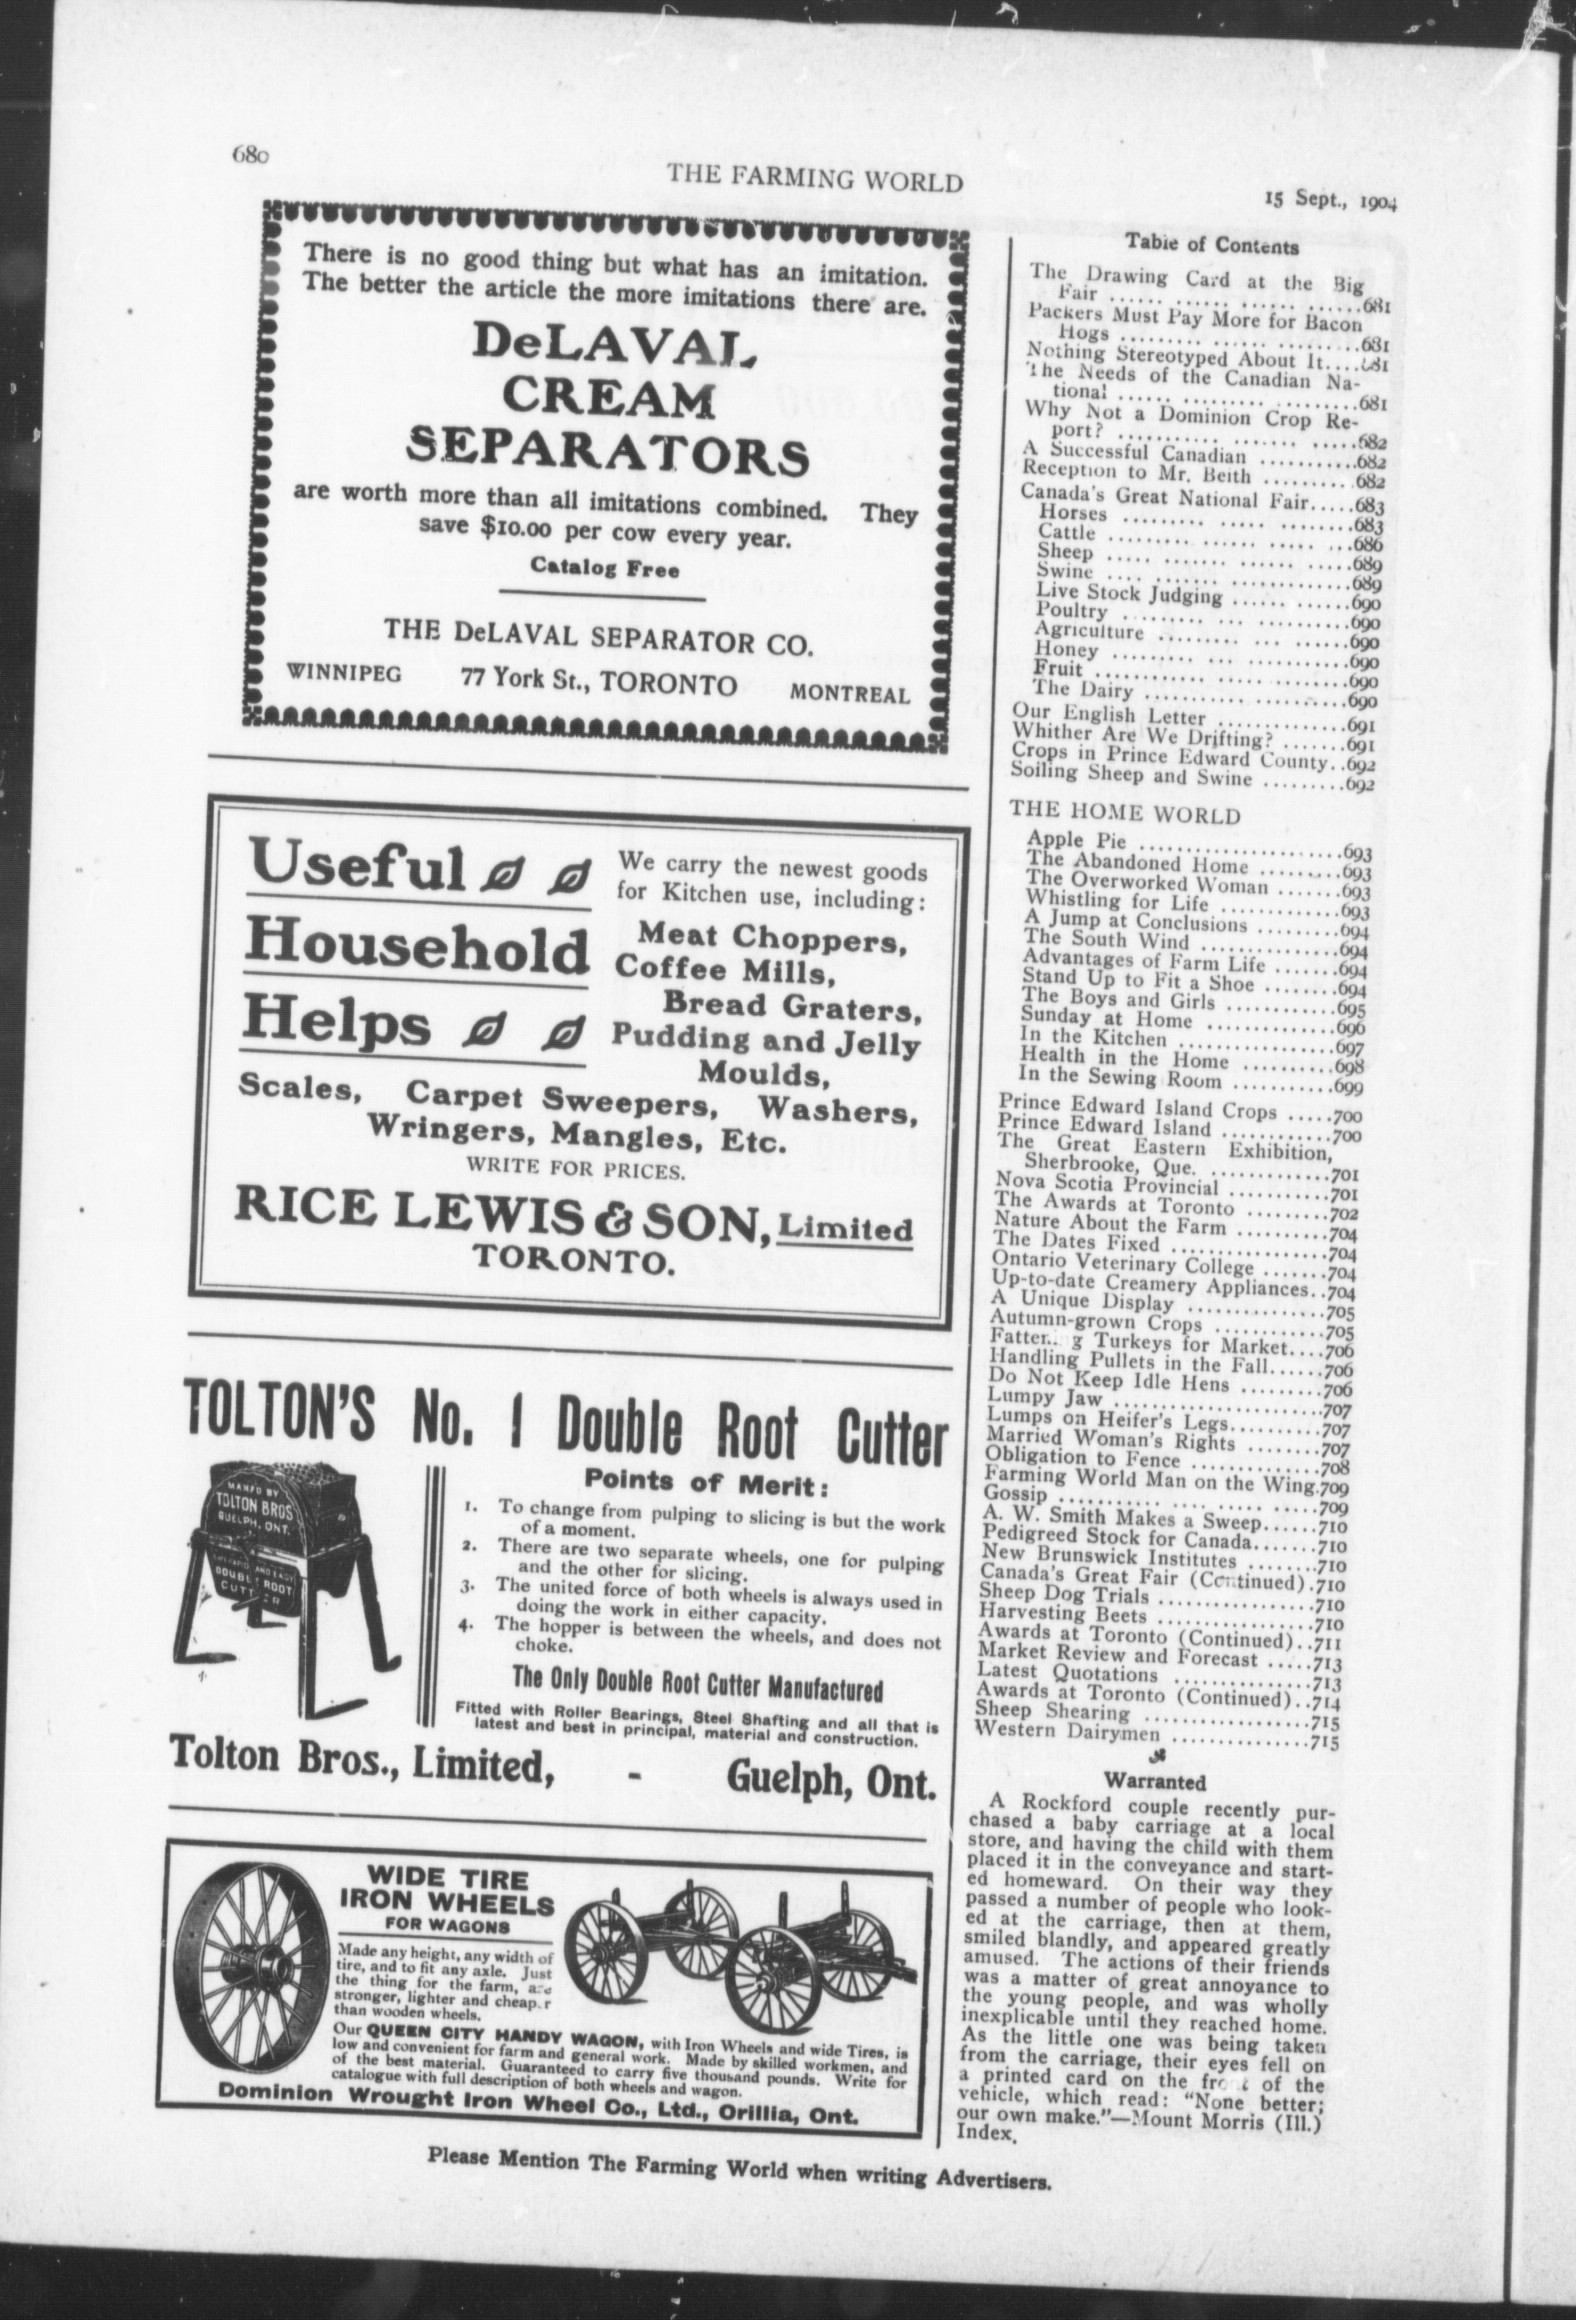 680
THE FARMING WORLD
15 Sept., 1904
There is no good thing but what has an imitation.
The better the article the more imitations there are.
DeLAVAL
CREAM
SEPARATORS
are worth more than all imitations combined. They
save $10.00 per cow every year.
Catalog Free
THE DeLAVAL SEPARATOR CO.
WINNIPEG 77 York St., TORONTO MONTREAL
Useful
Household
Helps
We carry the newest goods
for Kitchen use, including:
Meat Choppers,
Coffee Mills,
Bread Graters,
Pudding and Jelly
Moulds,
Scales, Carpet Sweepers, Washers,
Wringers, Mangles, Etc.
WRITE FOR PRICES.
RICE LEWIS & SON, Limited
TORONTO.
TOLTON'S No. 1 Double Root Cutter
MANFD BY
TOLTON BROS
GUELPH, ONT.
AND EASY
DOUBLE ROOT
CUTTER
Points of Merit:
1. To change from pulping to slicing is but the work
of a moment.
2. There are two separate wheels, one for pulping
and the other for slicing.
3. The united force of both wheels is always used in
doing the work in either capacity.
4. The hopper is between the wheels, and does not
choke.
The Only Double Root Cutter Manufactured
Fitted with Roller Bearings, Steel Shafting and all that is
latest and best in principal, material and construction.
Tolton Bros., Limited, - Guelph, Ont.
WIDE TIRE
IRON WHEELS
FOR WAGONS
Made any height, any width of
tire, and to fit any axle. Just
the thing for the farm, are
stronger, lighter and cheaper
than wooden wheels.
Our QUEEN CITY HANDY WAGON, with Iron Wheels and wide Tires, is
low and convenient for farm and general work. Made by skilled workmen, and
of the best material. Guaranteed to carry five thousand pounds. Write for
catalogue with full description of both wheels and wagon.
Dominion Wrought Iron Wheel Co., Ltd., Orillia, Ont.
Table of Contents
The Drawing Card at the Big
Fair ...... ...... ...... ......681
Packers Must Pay More for Bacon
Hogs ......... ...... .........681
Nothing Stereotyped About It....681
The Needs of the Canadian Na-
tional ...... ......... .........681
Why Not a Dominion Crop Re-
port? ........... ....... .....682
A Successful Canadian ...........682
Reception to Mr. Beith ..........682
Canada's Great National Fair.....683
Horses ......... ..... ........683
Cattle ......... ...... ..... ...686
Sheep ..... ....... ...... .....689
Swine .... ....... .............689
Live Stock Judging ...... ......690
Poultry ......... ... ...........690
Agriculture ......... ... ......690
Honey ......... ... ...........690
Fruit ............ ..... .........690
The Dairy ......... ..........690
Our English Letter .............691
Whither Are We Drifting? .......691
Crops in Prince Edward County..692
Soiling Sheep and Swine .........692
THE HOME WORLD
Apple Pie .....................693
The Abandoned Home .........693
The Overworked Woman .......693
Whistling for Life .............693
A Jump at Conclusions .........694
The South Wind ..............694
Advantages of Farm Life .......694
Stand Up to Fit a Shoe ........694
The Boys and Girls ............695
Sunday at Home .............696
In the Kitchen .................697
Health in the Home ..........698
In the Sewing Room ...........699
Prince Edward Island Crops .....700
Prince Edward Island ............700
The Great Eastern Exhibition,
Sherbrooke, Que. ............701
Nova Scotia Provincial ...........701
The Awards at Toronto .........702
Nature About the Farm ..........704
The Dates Fixed .................704
Ontario Veterinary College .......704
Up-to-date Creamery Appliances..704
A Unique Display ...............705
Autumn-grown Crops ............705
Fatter.. g Turkeys for Market....706
Handling Pullets in the Fall......706
Do Not Keep Idle Hens .........706
Lumpy Jaw .......................707
Lumps on Heifer's Legs..........707
Married Woman's Rights ........707
Obligation to Fence ..............708
Farming World Man on the Wing.709
Gossip ........... .... ..... .....709
A. W. Smith Makes a Sweep......710
Pedigreed Stock for Canada.......710
New Brunswick Institutes ........710
Canada's Great Fair (Continued).710
Sheep Dog Trials .................710
Harvesting Beets .................710
Awards at Toronto (Continued)..711
Market Review and Forecast .....713
Latest Quotations ...............713
Awards at Toronto (Continued)..714
Sheep Shearing ..................715
Western Dairymen ...............715
Warranted
A Rockford couple recently pur-
chased a baby carriage at a local
store, and having the child with them
placed it in the conveyance and start-
ed homeward. On their way they
passed a number of people who look-
ed at the carriage, then at them,
smiled blandly, and appeared greatly
amused. The actions of their friends
was a matter of great annoyance to
the young people, and was wholly
inexplicable until they reached home.
As the little one was being taken
from the carriage, their eyes fell on
a printed card on the front of the
vehicle, which read: "None better;
our own make."—Mount Morris (Ill.)
Index.
Please Mention The Farming World when writing Advertisers.